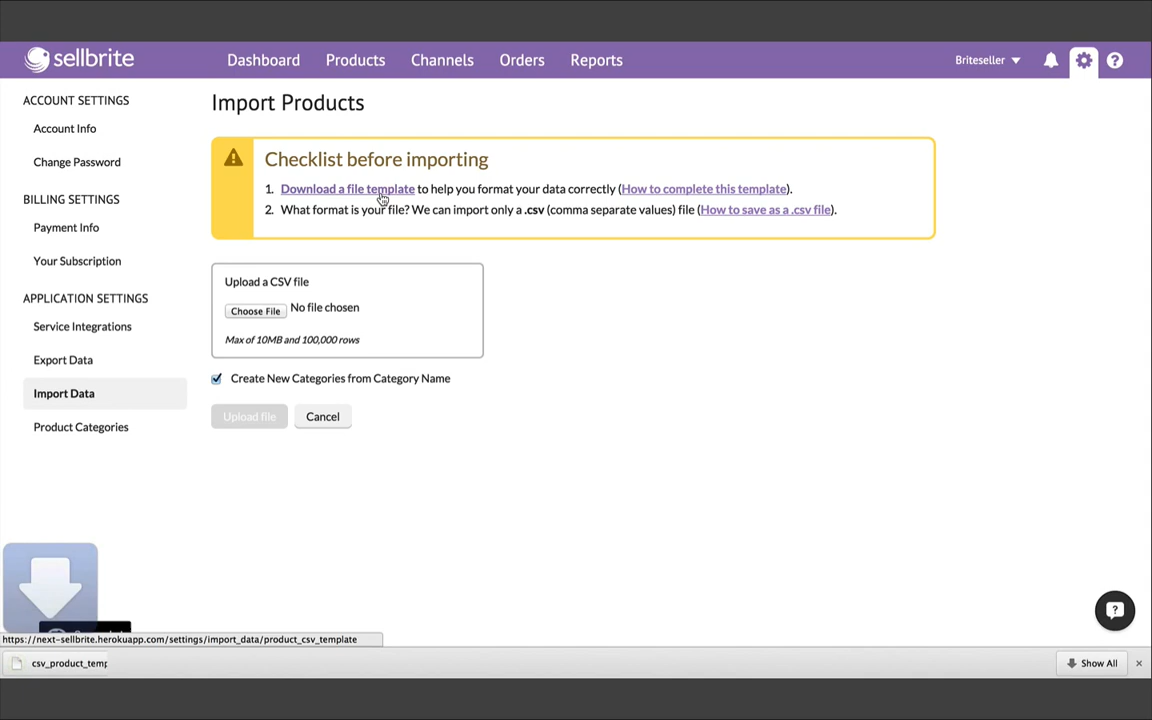 sellbrite
Dashboard
Products
Channels
Orders
Reports
Briteseller
ACCOUNT SETTINGS
Account Info
Change Password
BILLING SETTINGS
Payment Info
Your Subscription
APPLICATION SETTINGS
Service Integrations
Export Data
Import Data
Product Categories
Import Products
Checklist before importing
1. Download a file template to help you format your data correctly (How to complete this template).
2. What format is your file? We can import only a .csv (comma separate values) file (How to save as a .csv file).
Upload a CSV file
Choose File No file chosen
Max of 10MB and 100,000 rows
Create New Categories from Category Name
Upload file
Cancel
https://next-sellbrite.herokuapp.com/settings/import_data/product_csv_template
csv_product_temp
Show All